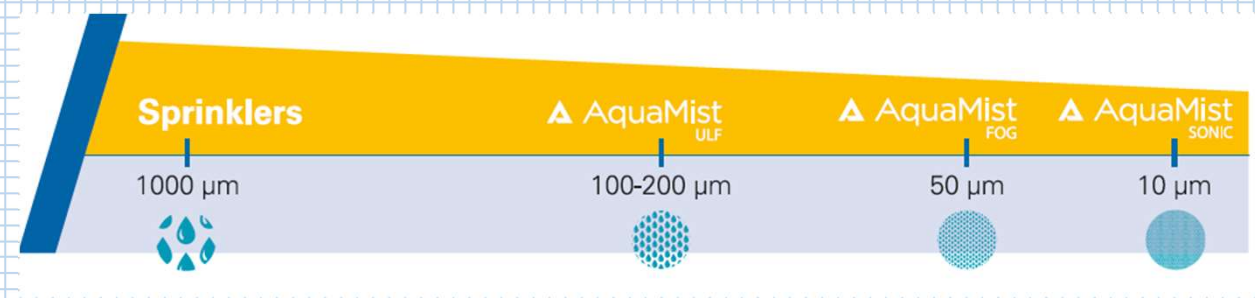 Sprinklers
AquaMist
ULF
AquaMist
FOG
AquaMist
SONIC
1000 μm
100-200 μm
50 μm
10 μm